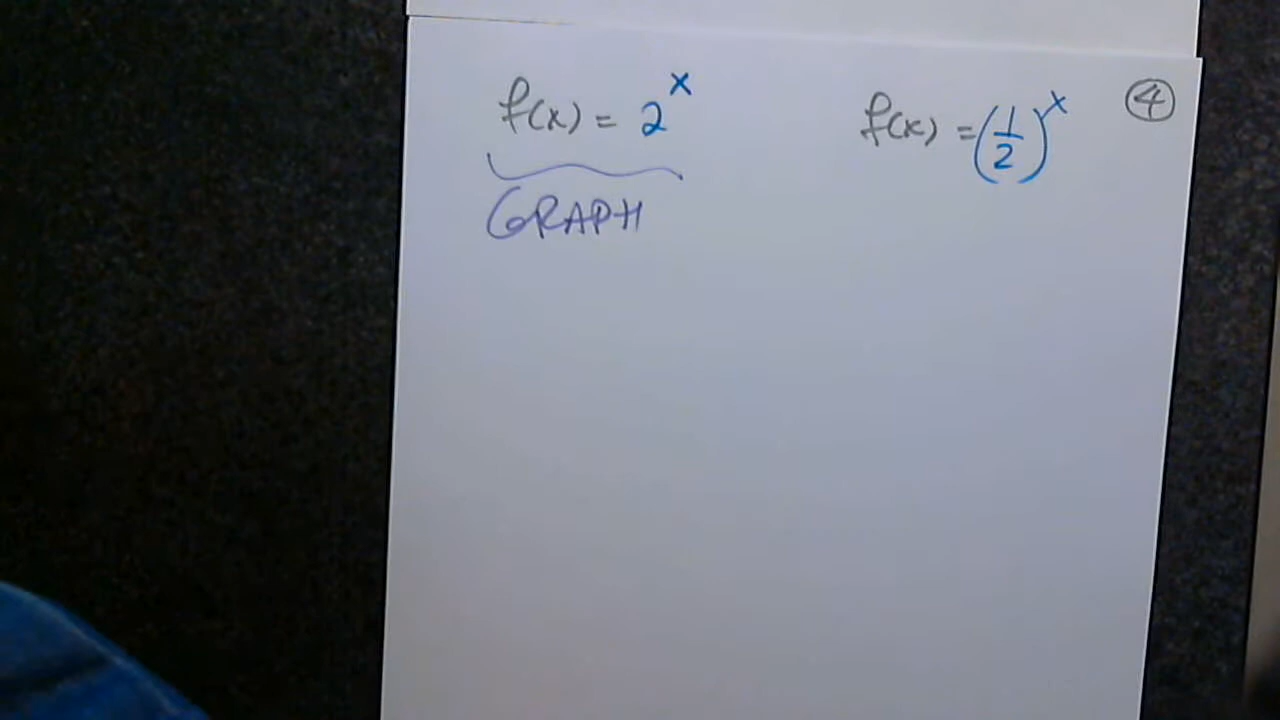 f(x) = 2^x
f(x) = (1/2)^x
④
GRAPH